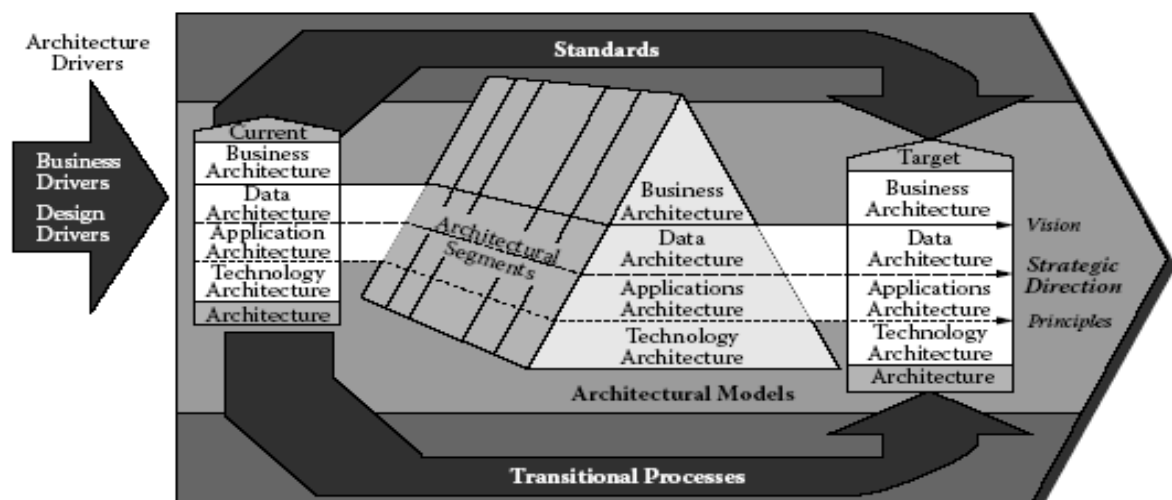 Architecture
Drivers
Business
Drivers
Design
Drivers
Standards
Current
Business
Architecture
Data
Architecture
Application
Architecture
Technology
Architecture
Architecture
Architectural
Segments
Business
Architecture
Data
Architecture
Applications
Architecture
Technology
Architecture
Architectural Models
Target
Business
Architecture
Data
Architecture
Applications
Architecture
Technology
Architecture
Architecture
Vision
Strategic
Direction
Principles
Transitional Processes